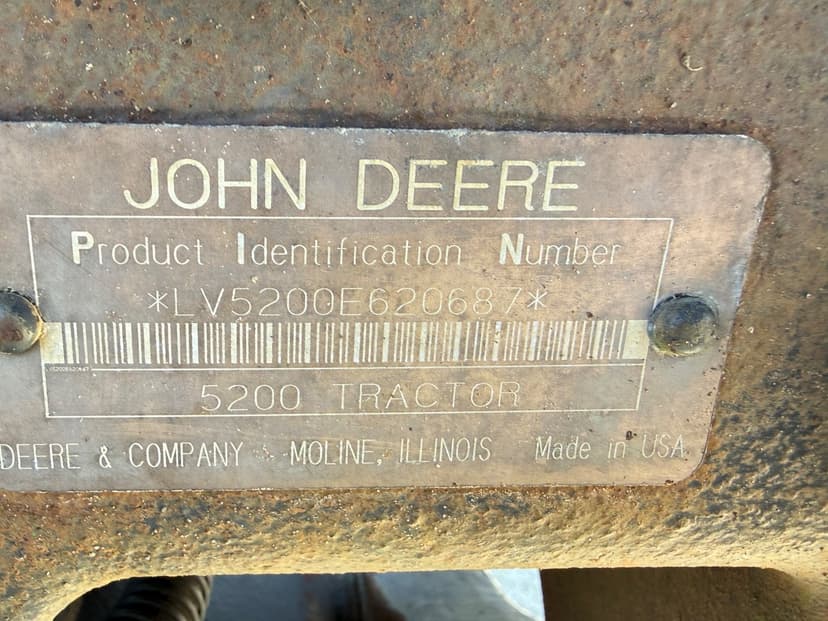 JOHN DEERE
Product Identification Number
*LV5200E620687*
5200 TRACTOR
DEERE & COMPANY MOLINE, ILLINOIS Made in USA